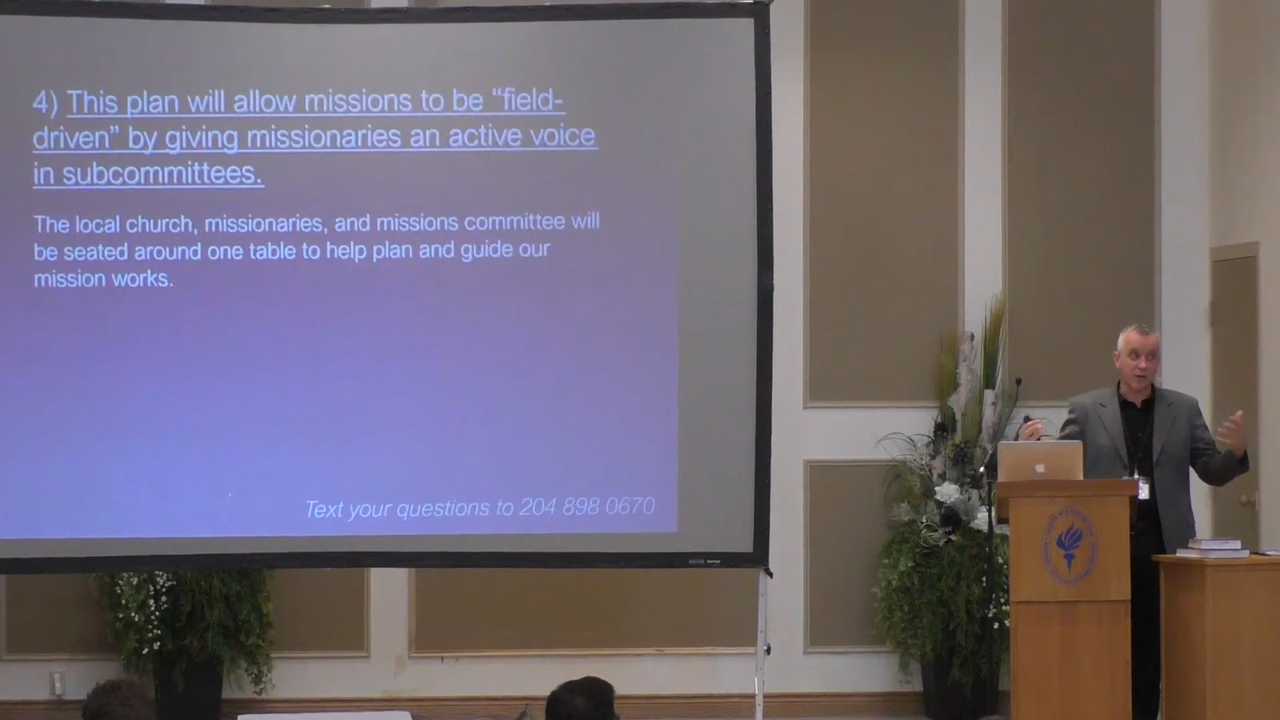 4) This plan will allow missions to be “field-
driven” by giving missionaries an active voice
in subcommittees.
The local church, missionaries, and missions committee will
be seated around one table to help plan and guide our
mission works.
Text your questions to 204 898 0670